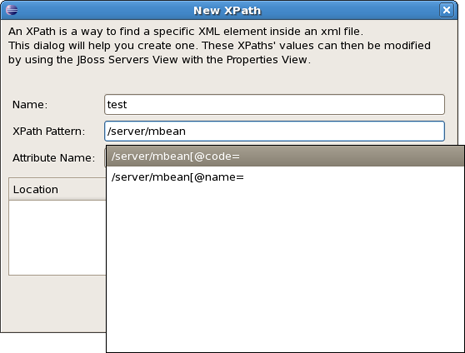 New XPath
An XPath is a way to find a specific XML element inside an xml file.
This dialog will help you create one. These XPaths' values can then be modified
by using the JBoss Servers View with the Properties View.
Name:
test
XPath Pattern:
/server/mbean
Attribute Name:
/server/mbean[@code=
/server/mbean[@name=
Location